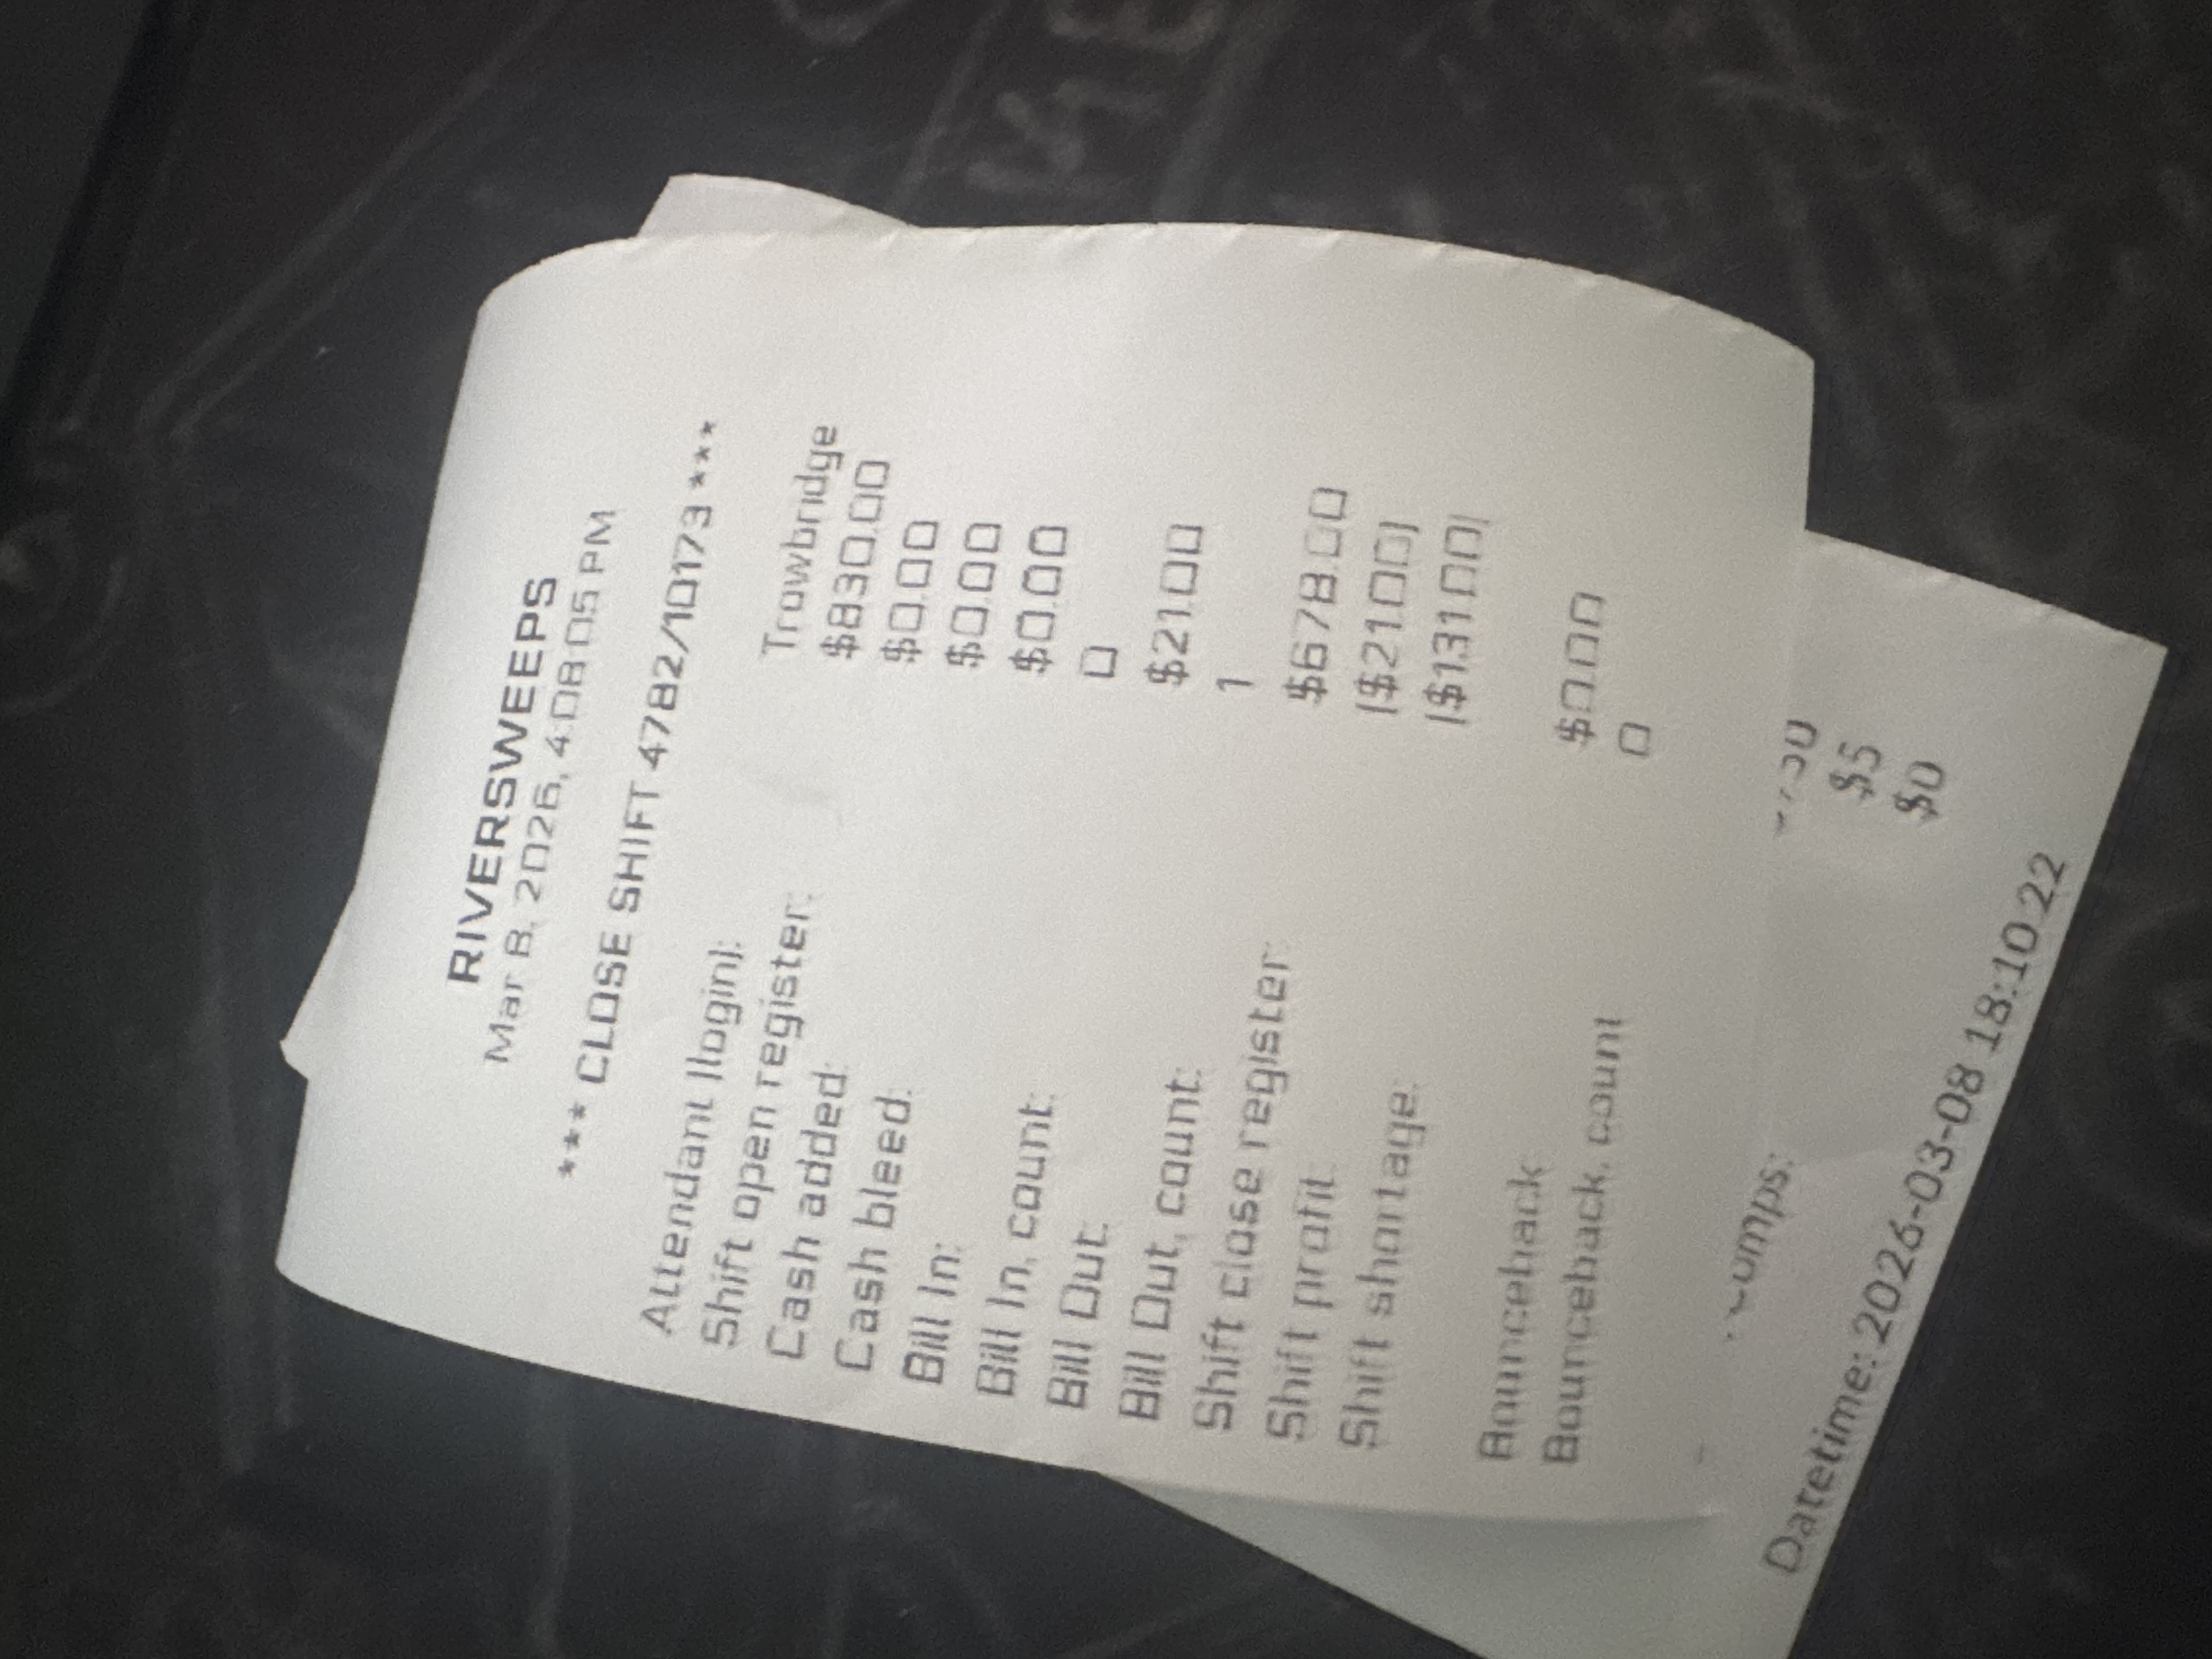 RIVERSWEEPS
Mar 8, 2026, 4:08:05 PM
*** CLOSE SHIFT 4782/10173 ***
Attendant (login): Trowbridge
Shift open register: $830.00
Cash added: $0.00
Cash bleed: $0.00
Bill In: $0.00
Bill In, count: 0
Bill Out: $21.00
Bill Out, count: 1
Shift close register: $678.00
Shift profit: ($21.00)
Shift shortage: ($131.00)
Bounceback: $0.00
Bounceback, count 0
$5
$0
Datetime: 2026-03-08 18:10:22